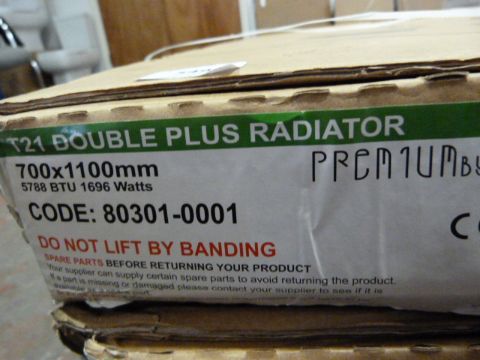 T21 DOUBLE PLUS RADIATOR
700x1100mm
5788 BTU 1696 Watts
PREM1UM BY
CODE: 80301-0001
DO NOT LIFT BY BANDING
SPARE PARTS BEFORE RETURNING YOUR PRODUCT
Your supplier can supply certain spare parts to avoid returning the product.
If a part is missing or damaged please contact your supplier to see if it is